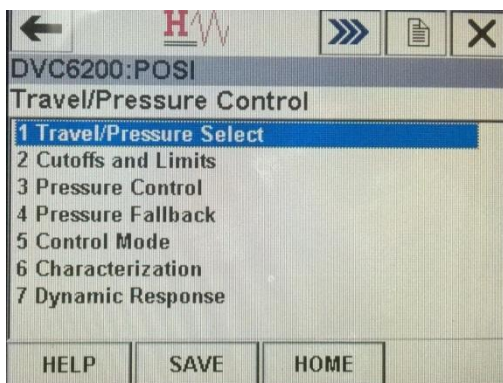 H
DVC6200:POSI
Travel/Pressure Control
1 Travel/Pressure Select
2 Cutoffs and Limits
3 Pressure Control
4 Pressure Fallback
5 Control Mode
6 Characterization
7 Dynamic Response
HELP SAVE HOME